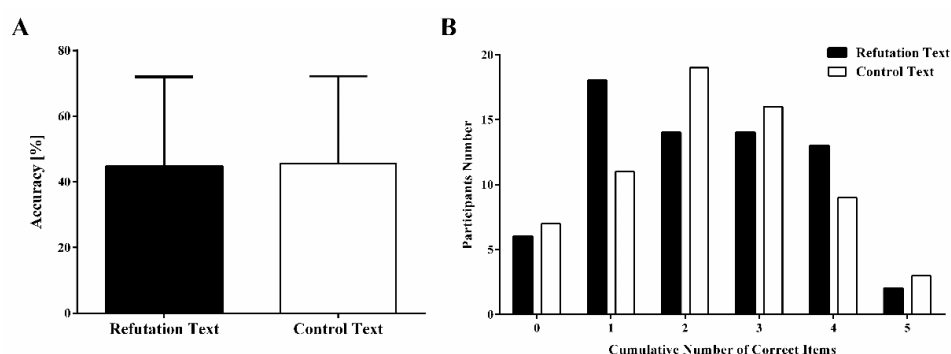 A
80
60
40
20
0
Accuracy [%]
Refutation Text
Control Text
B
Refutation Text
Control Text
20
15
10
5
0
Participants Number
0 1 2 3 4 5
Cumulative Number of Correct Items